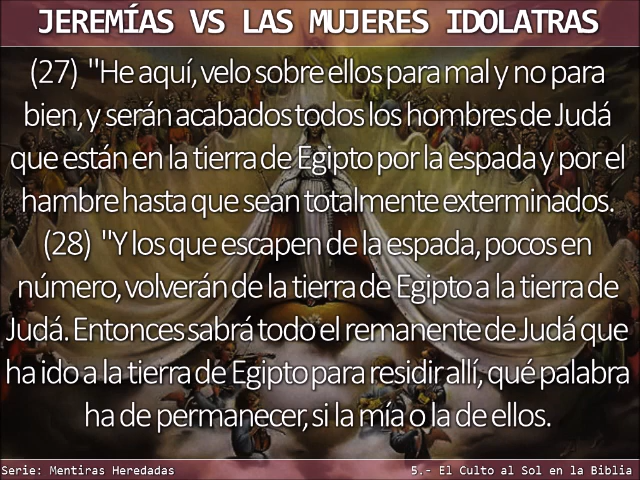 JEREMÍAS VS LAS MUJERES IDOLATRAS
(27) "He aquí, velo sobre ellos para mal y no para
bien, y serán acabados todos los hombres de Judá
que están en la tierra de Egipto por la espada y por el
hambre hasta que sean totalmente exterminados.
(28) "Y los que escapen de la espada, pocos en
número, volverán de la tierra de Egipto a la tierra de
Judá. Entonces sabrá todo el remanente de Judá que
ha ido a la tierra de Egipto para residir allí, qué palabra
ha de permanecer, si la mía o la de ellos.
Serie: Mentiras Heredadas
5.- El Culto al Sol en la Biblia